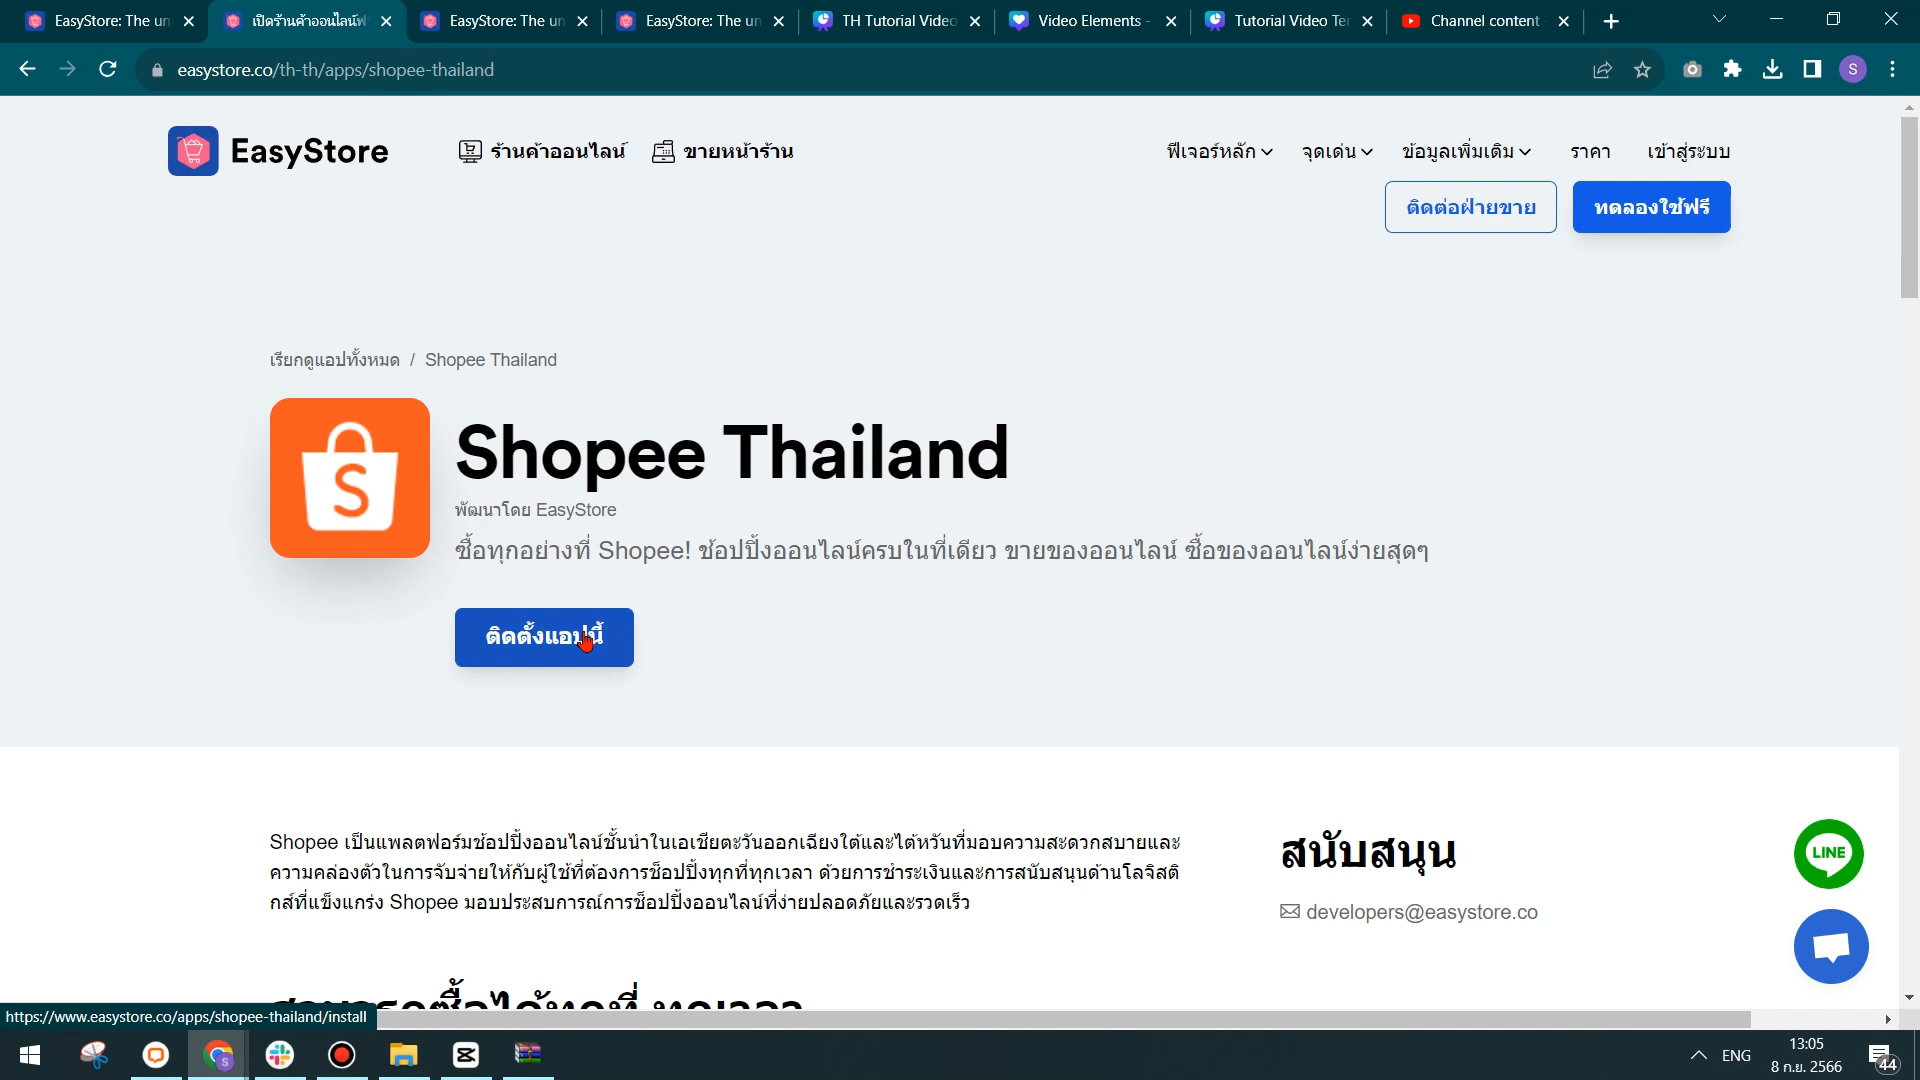 EasyStore: The un
เปิดร้านค้าออนไลน์ฟ
EasyStore: The un
EasyStore: The un
TH Tutorial Video
Video Elements -
Tutorial Video Ter
Channel content
easystore.co/th-th/apps/shopee-thailand
S
EasyStore
ร้านค้าออนไลน์
ขายหน้าร้าน
ฟีเจอร์หลัก
จุดเด่น
ข้อมูลเพิ่มเติม
ราคา
เข้าสู่ระบบ
ติดต่อฝ่ายขาย
ทดลองใช้ฟรี
เรียกดูแอปทั้งหมด / Shopee Thailand
S
Shopee Thailand
พัฒนาโดย EasyStore
ซื้อทุกอย่างที่ Shopee! ช้อปปิ้งออนไลน์ครบในที่เดียว ขายของออนไลน์ ซื้อของออนไลน์ง่ายสุดๆ
ติดตั้งแอปนี้
Shopee เป็นแพลตฟอร์มช้อปปิ้งออนไลน์ชั้นนำในเอเชียตะวันออกเฉียงใต้และไต้หวันที่มอบความสะดวกสบายและ
ความคล่องตัวในการจับจ่ายให้กับผู้ใช้ที่ต้องการช็อปปิ้งทุกที่ทุกเวลา ด้วยการชำระเงินและการสนับสนุนด้านโลจิสติ
กส์ที่แข็งแกร่ง Shopee มอบประสบการณ์การช็อปปิ้งออนไลน์ที่ง่ายปลอดภัยและรวดเร็ว
สนับสนุน
developers@easystore.co
LINE
https://www.easystore.co/apps/shopee-thailand/install
S
ENG
13:05
8 ก.ย. 2566
44